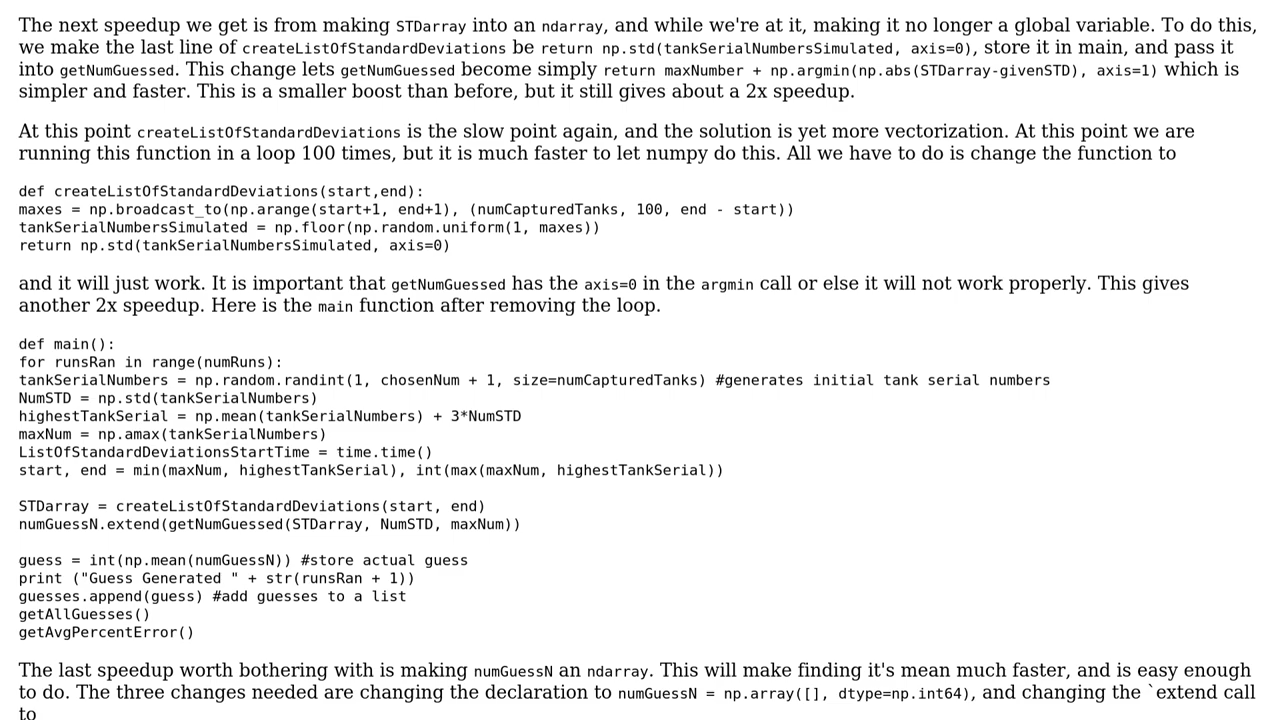 The next speedup we get is from making STDarray into an ndarray, and while we're at it, making it no longer a global variable. To do this,
we make the last line of createListOfStandardDeviations be return np.std(tankSerialNumbersSimulated, axis=0), store it in main, and pass it
into getNumGuessed. This change lets getNumGuessed become simply return maxNumber + np.argmin(np.abs(STDarray-givenSTD), axis=1) which is
simpler and faster. This is a smaller boost than before, but it still gives about a 2x speedup.
At this point createListOfStandardDeviations is the slow point again, and the solution is yet more vectorization. At this point we are
running this function in a loop 100 times, but it is much faster to let numpy do this. All we have to do is change the function to
def createListOfStandardDeviations(start,end):
maxes = np.broadcast_to(np.arange(start+1, end+1), (numCapturedTanks, 100, end - start))
tankSerialNumbersSimulated = np.floor(np.random.uniform(1, maxes))
return np.std(tankSerialNumbersSimulated, axis=0)
and it will just work. It is important that getNumGuessed has the axis=0 in the argmin call or else it will not work properly. This gives
another 2x speedup. Here is the main function after removing the loop.
def main():
for runsRan in range(numRuns):
tankSerialNumbers = np.random.randint(1, chosenNum + 1, size=numCapturedTanks) #generates initial tank serial numbers
NumSTD = np.std(tankSerialNumbers)
highestTankSerial = np.mean(tankSerialNumbers) + 3*NumSTD
maxNum = np.amax(tankSerialNumbers)
ListOfStandardDeviationsStartTime = time.time()
start, end = min(maxNum, highestTankSerial), int(max(maxNum, highestTankSerial))
STDarray = createListOfStandardDeviations(start, end)
numGuessN.extend(getNumGuessed(STDarray, NumSTD, maxNum))
guess = int(np.mean(numGuessN)) #store actual guess
print ("Guess Generated " + str(runsRan + 1))
guesses.append(guess) #add guesses to a list
getAllGuesses()
getAvgPercentError()
The last speedup worth bothering with is making numGuessN an ndarray. This will make finding it's mean much faster, and is easy enough
to do. The three changes needed are changing the declaration to numGuessN = np.array([], dtype=np.int64), and changing the `extend call
to